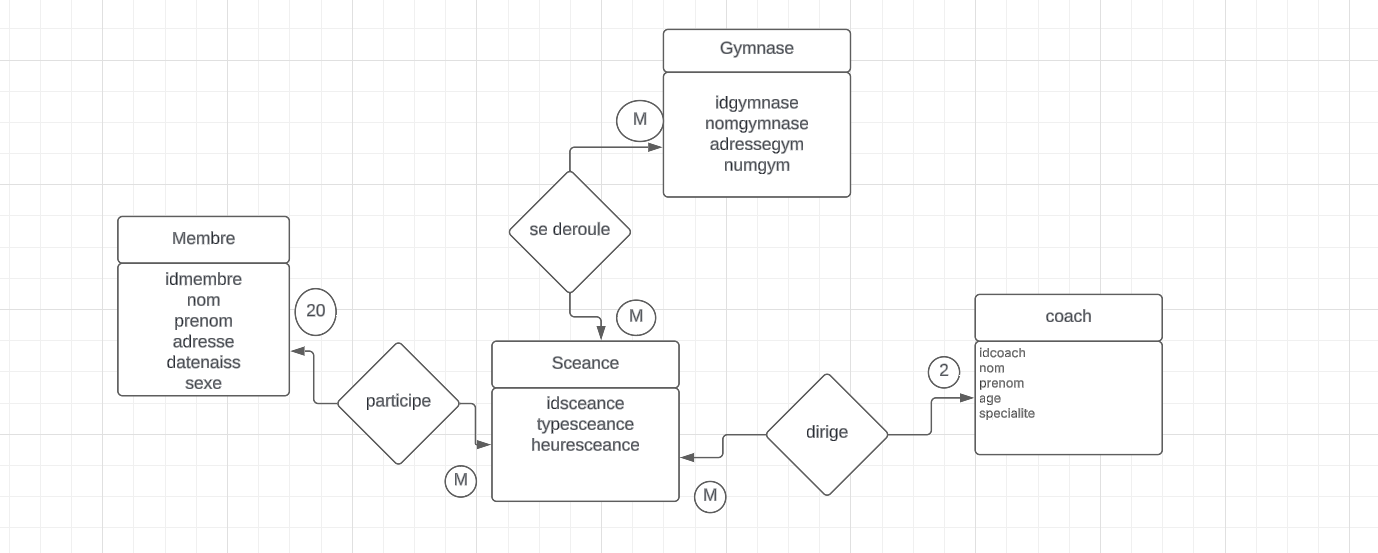 Gymnase
idgymnase
nomgymnase
adressegym
numgym
M
se deroule
M
Membre
idmembre
nom
prenom
adresse
datenaiss
sexe
20
participe
M
Sceance
idsceance
typesceance
heuresceance
M
dirige
2
coach
idcoach
nom
prenom
age
specialite